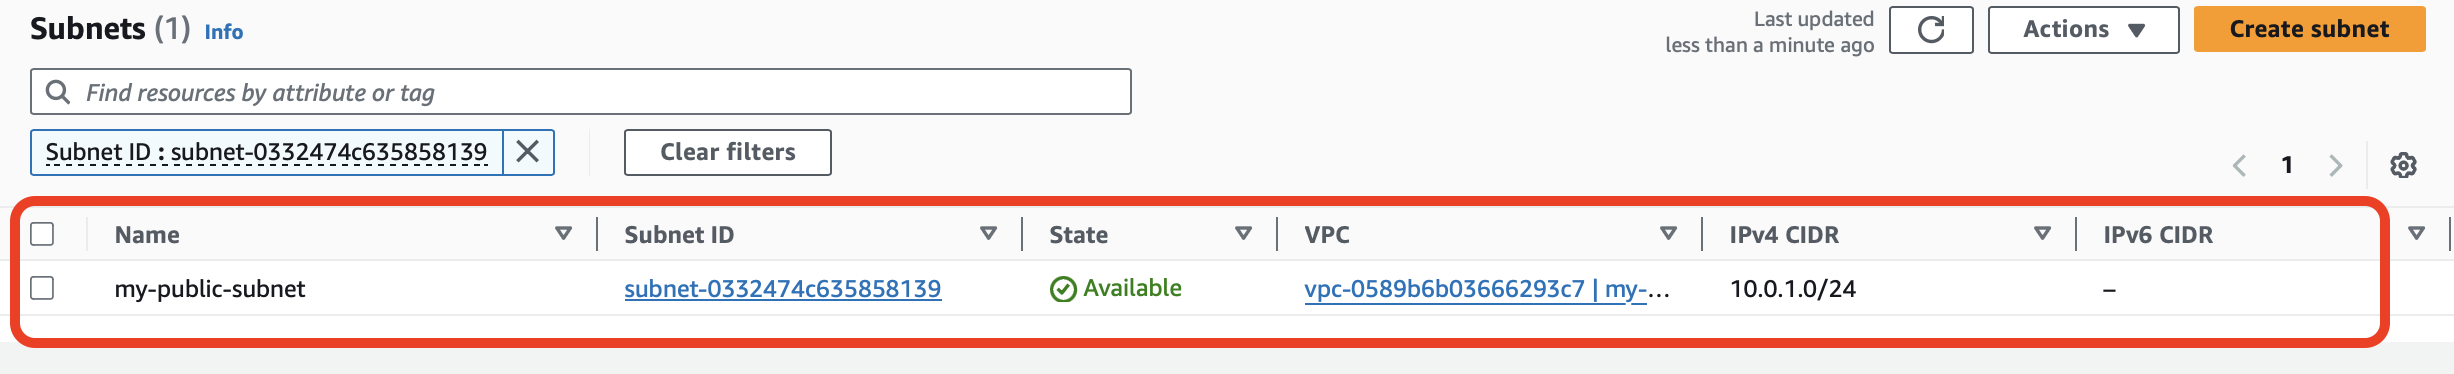 Subnets (1) Info
Last updated
less than a minute ago
Actions
Create subnet
Find resources by attribute or tag
Subnet ID : subnet-0332474c635858139
Clear filters
1
Name Subnet ID State VPC IPv4 CIDR IPv6 CIDR
my-public-subnet subnet-0332474c635858139 Available vpc-0589b6b03666293c7 | my-... 10.0.1.0/24 –